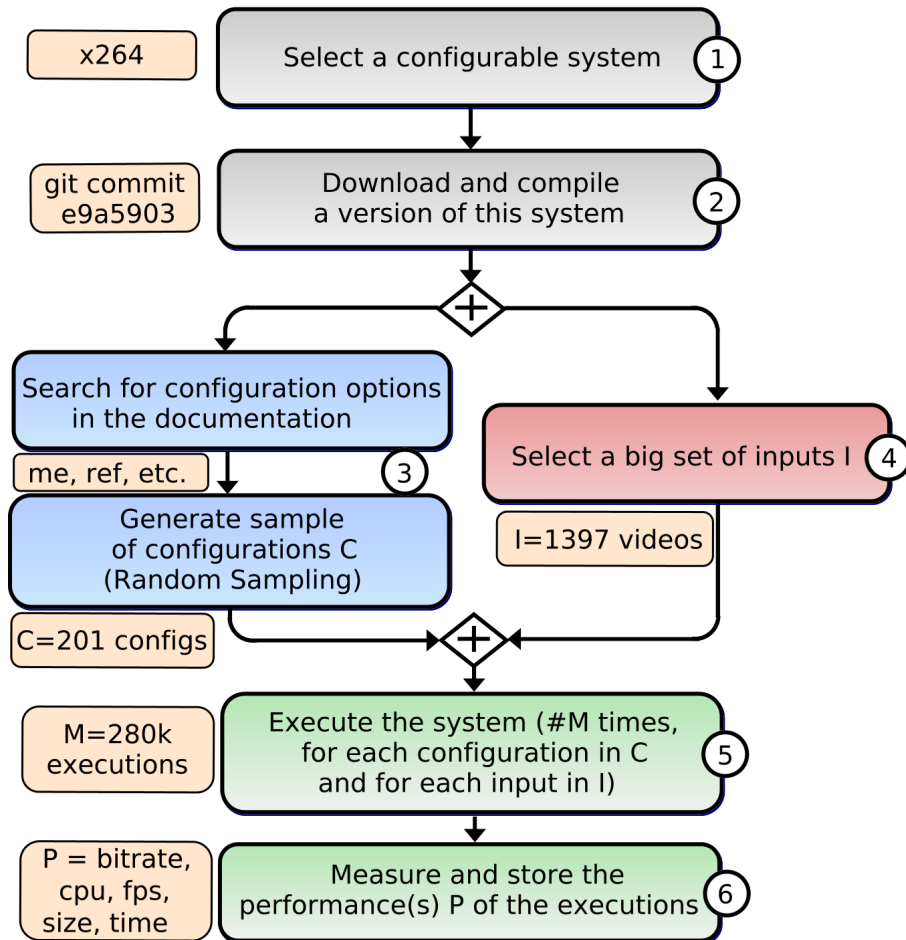 x264
Select a configurable system
1
git commit
e9a5903
Download and compile
a version of this system
2
Search for configuration options
in the documentation
me, ref, etc.
3
Generate sample
of configurations C
(Random Sampling)
C=201 configs
Select a big set of inputs I
4
I=1397 videos
M=280k
executions
Execute the system (#M times,
for each configuration in C
and for each input in I)
5
P = bitrate,
cpu, fps,
size, time
Measure and store the
performance(s) P of the executions
6